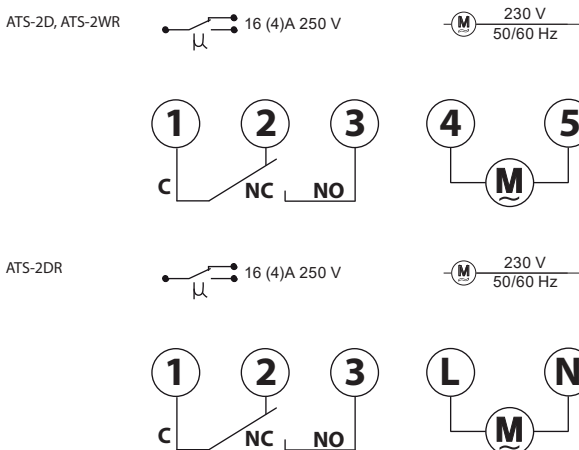 ATS-2D, ATS-2WR 16 (4)A 250 V M 230 V
µ 50/60 Hz
1 2 3 4 5
C NC NO M
ATS-2DR 16 (4)A 250 V M 230 V
µ 50/60 Hz
1 2 3 L N
C NC NO M